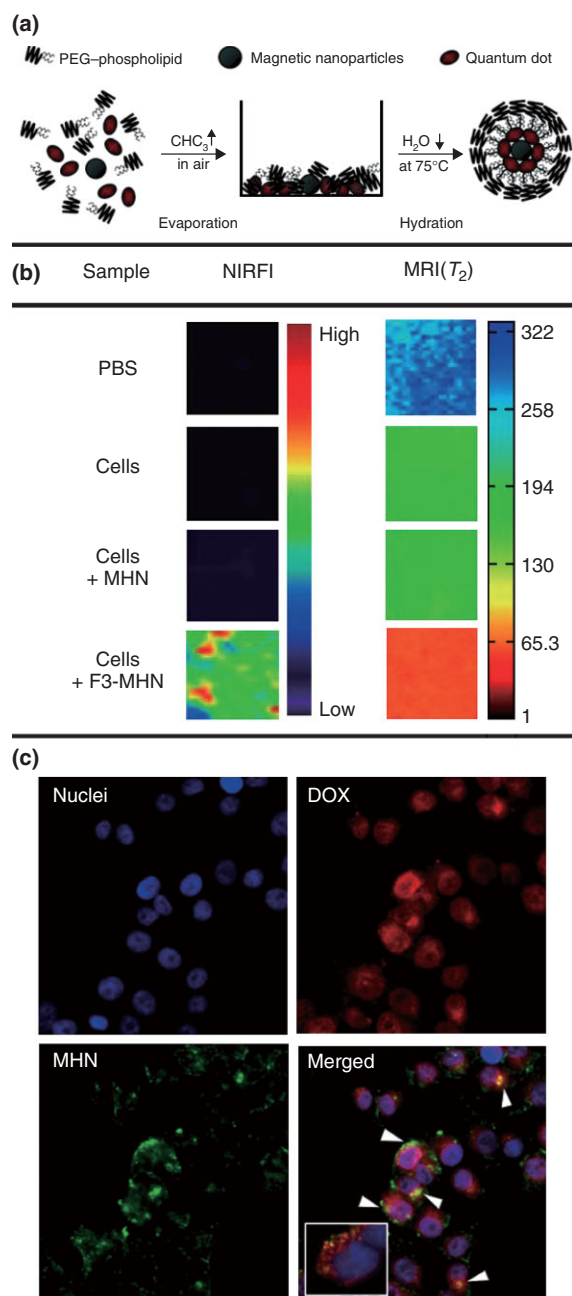 (a)
PEG–phospholipid Magnetic nanoparticles Quantum dot
CHC₃↑ H₂O ↓
in air at 75°C
Evaporation Hydration
(b) Sample NIRFI MRI(T₂)
PBS
Cells
Cells
+ MHN
Cells
+ F3-MHN
High
Low
322
258
194
130
65.3
1
(c)
Nuclei DOX
MHN Merged